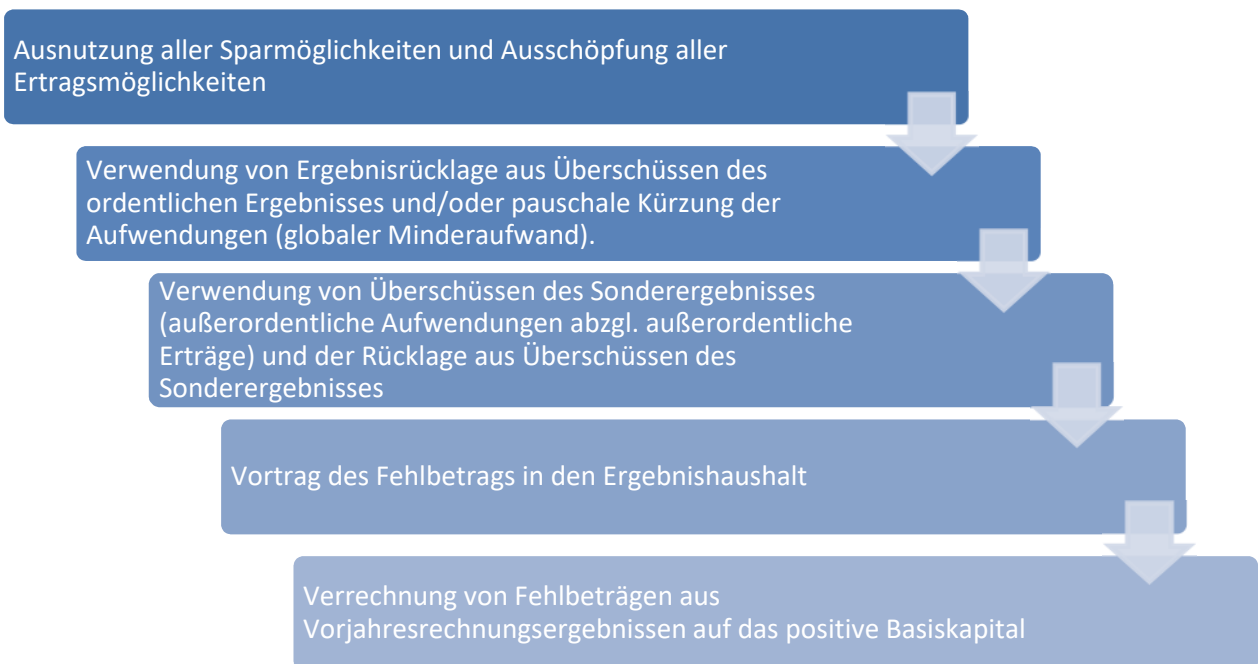 Ausnutzung aller Sparmöglichkeiten und Ausschöpfung aller
Ertragsmöglichkeiten
Verwendung von Ergebnisrücklage aus Überschüssen des
ordentlichen Ergebnisses und/oder pauschale Kürzung der
Aufwendungen (globaler Minderaufwand).
Verwendung von Überschüssen des Sonderergebnisses
(außerordentliche Aufwendungen abzgl. außerordentliche
Erträge) und der Rücklage aus Überschüssen des
Sonderergebnisses
Vortrag des Fehlbetrags in den Ergebnishaushalt
Verrechnung von Fehlbeträgen aus
Vorjahresrechnungsergebnissen auf das positive Basiskapital